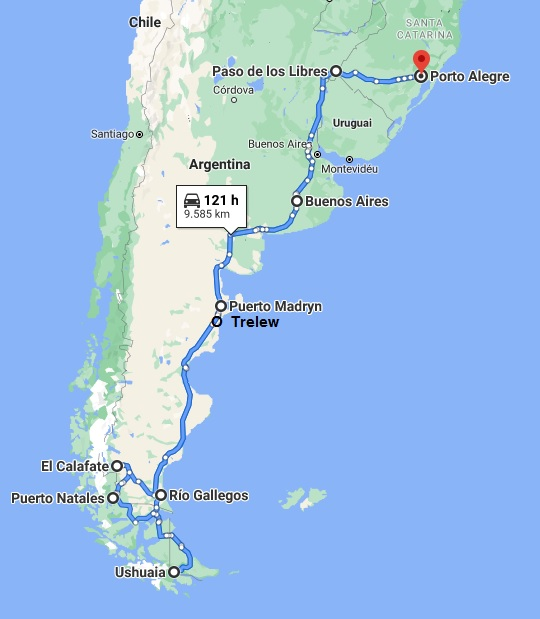 Chile
SANTA
CATARINA
Paso de los Libres
Porto Alegre
Córdova
Uruguai
Santiago
Buenos Aires
Montevidéu
Argentina
121 h
9.585 km
Buenos Aires
Puerto Madryn
Trelew
El Calafate
Puerto Natales
Río Gallegos
Ushuaia